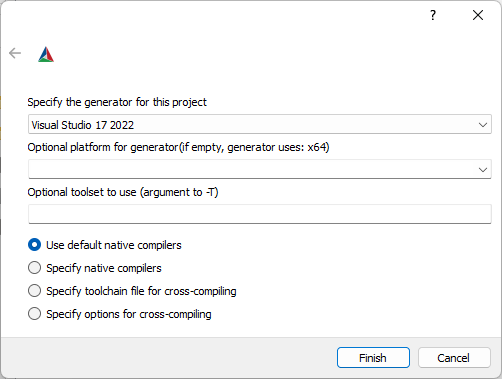 ?
Specify the generator for this project
Visual Studio 17 2022
Optional platform for generator(if empty, generator uses: x64)
Optional toolset to use (argument to -T)
Use default native compilers
Specify native compilers
Specify toolchain file for cross-compiling
Specify options for cross-compiling
Finish Cancel